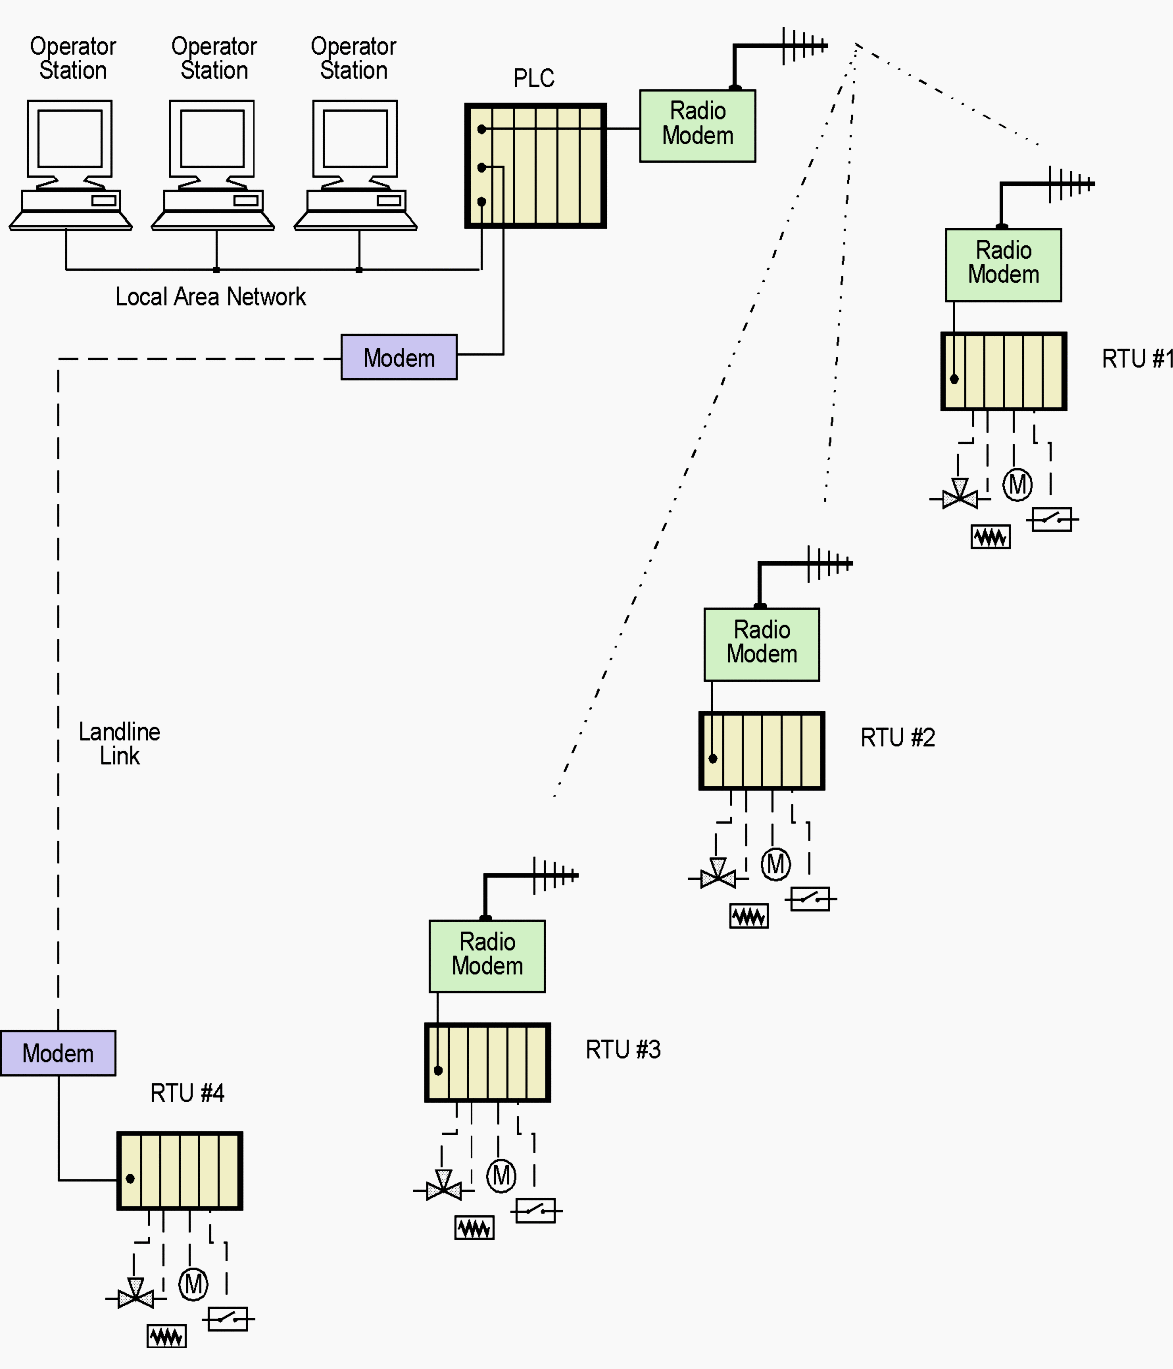 Operator
Station
Operator
Station
Operator
Station
PLC
Radio
Modem
Local Area Network
Radio
Modem
Modem
RTU #1
M
Radio
Modem
Landline
Link
RTU #2
M
Radio
Modem
Modem
RTU #3
RTU #4
M
M